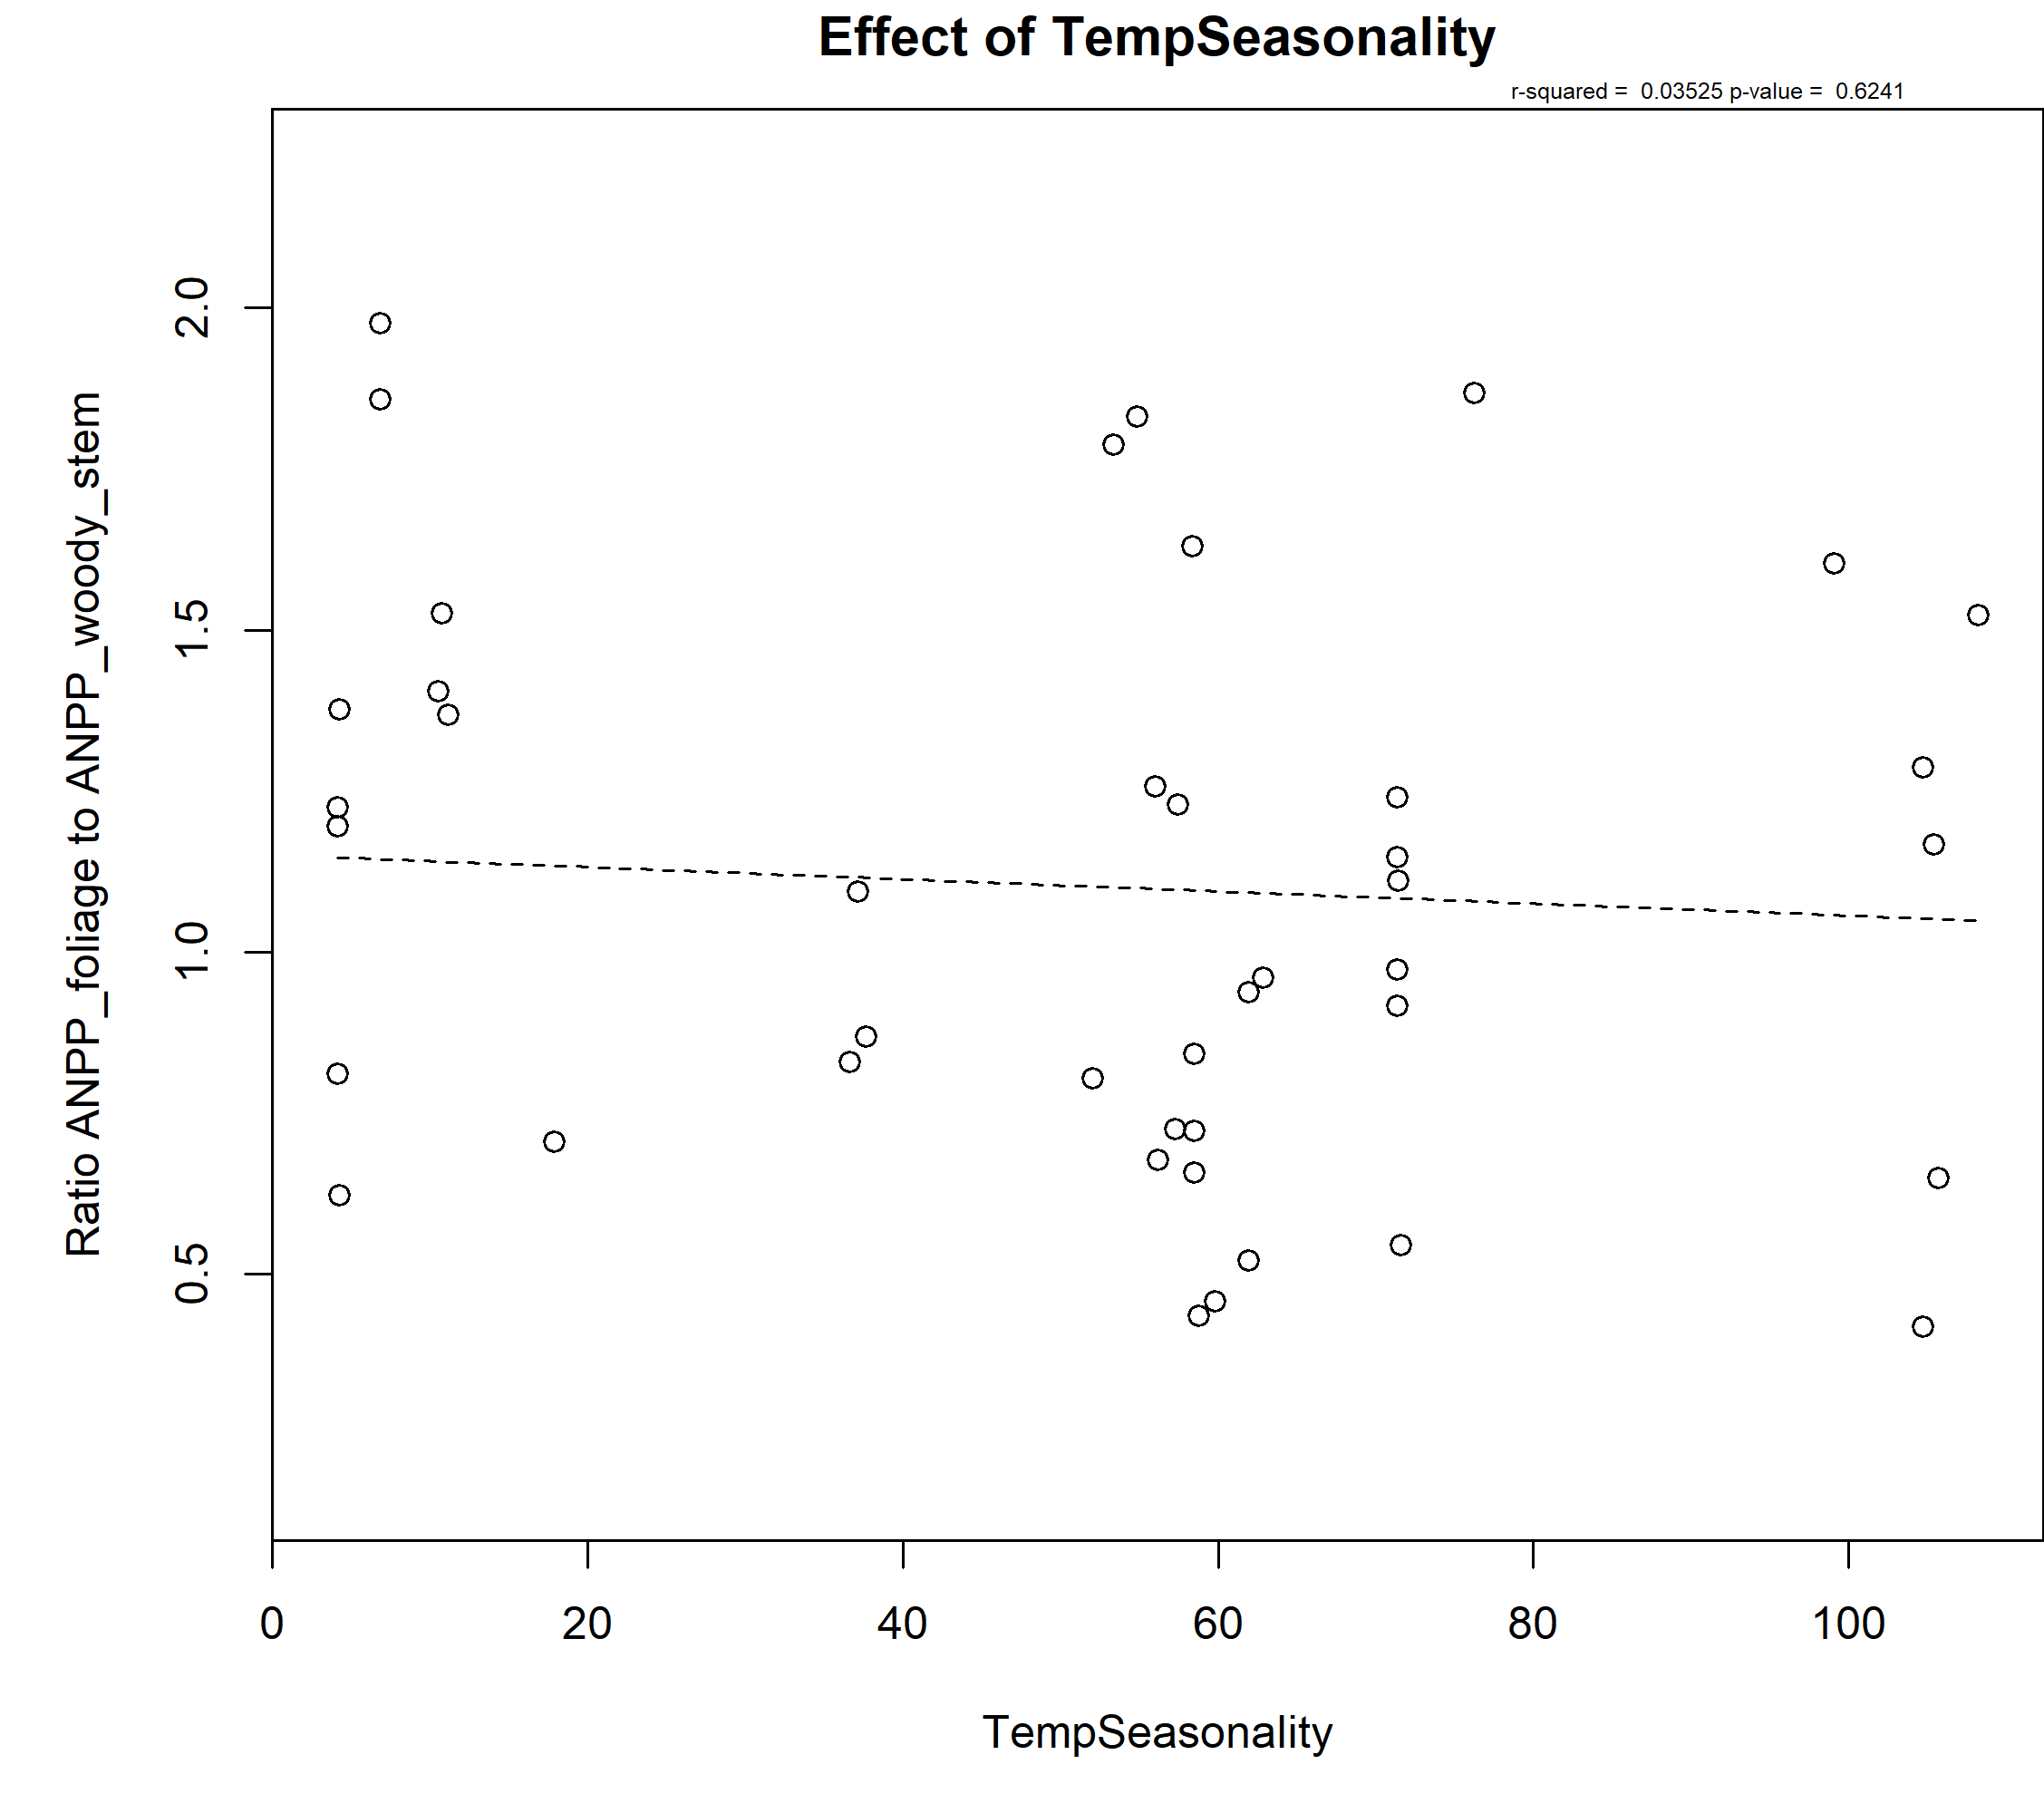 Effect of TempSeasonality
r-squared = 0.03525 p-value = 0.6241
Ratio ANPP_foliage to ANPP_woody_stem
2.0
1.5
1.0
0.5
0 20 40 60 80 100
TempSeasonality